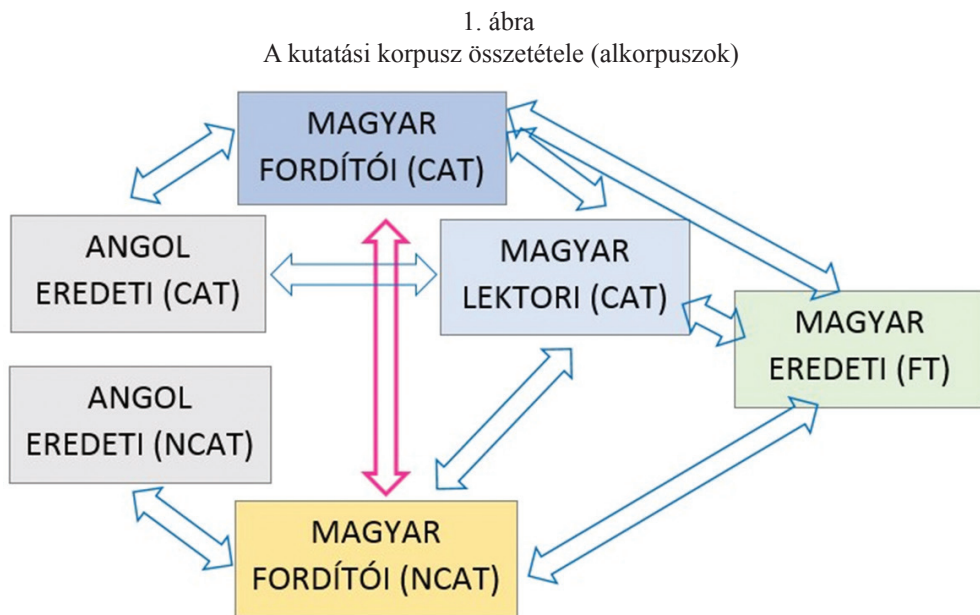 1. ábra
A kutatási korpusz összetétele (alkorpuszok)
MAGYAR
FORDÍTÓI (CAT)
ANGOL
EREDETI (CAT)
MAGYAR
LEKTORI (CAT)
MAGYAR
EREDETI (FT)
ANGOL
EREDETI (NCAT)
MAGYAR
FORDÍTÓI (NCAT)